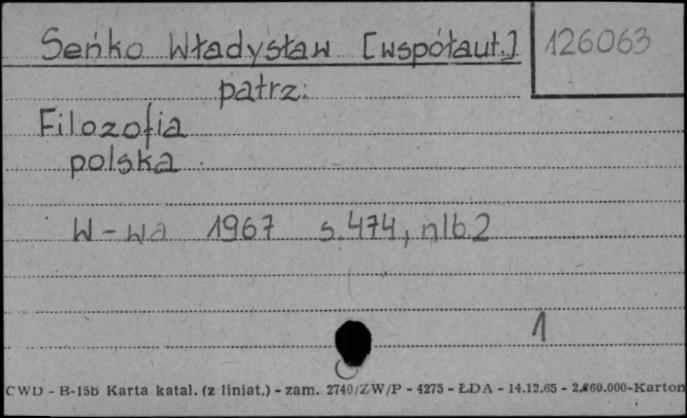 Seńko Władysław [współaut.] 126063
patrz:
Filozofia
polska
W-wa 1967 s.474, nlb.2
1
CWD - B-15b Karta katal. (z liniat.) - zam. 2740/ZW/P - 4275 - ŁDA - 14.12.65 - 2.860.000-Karton